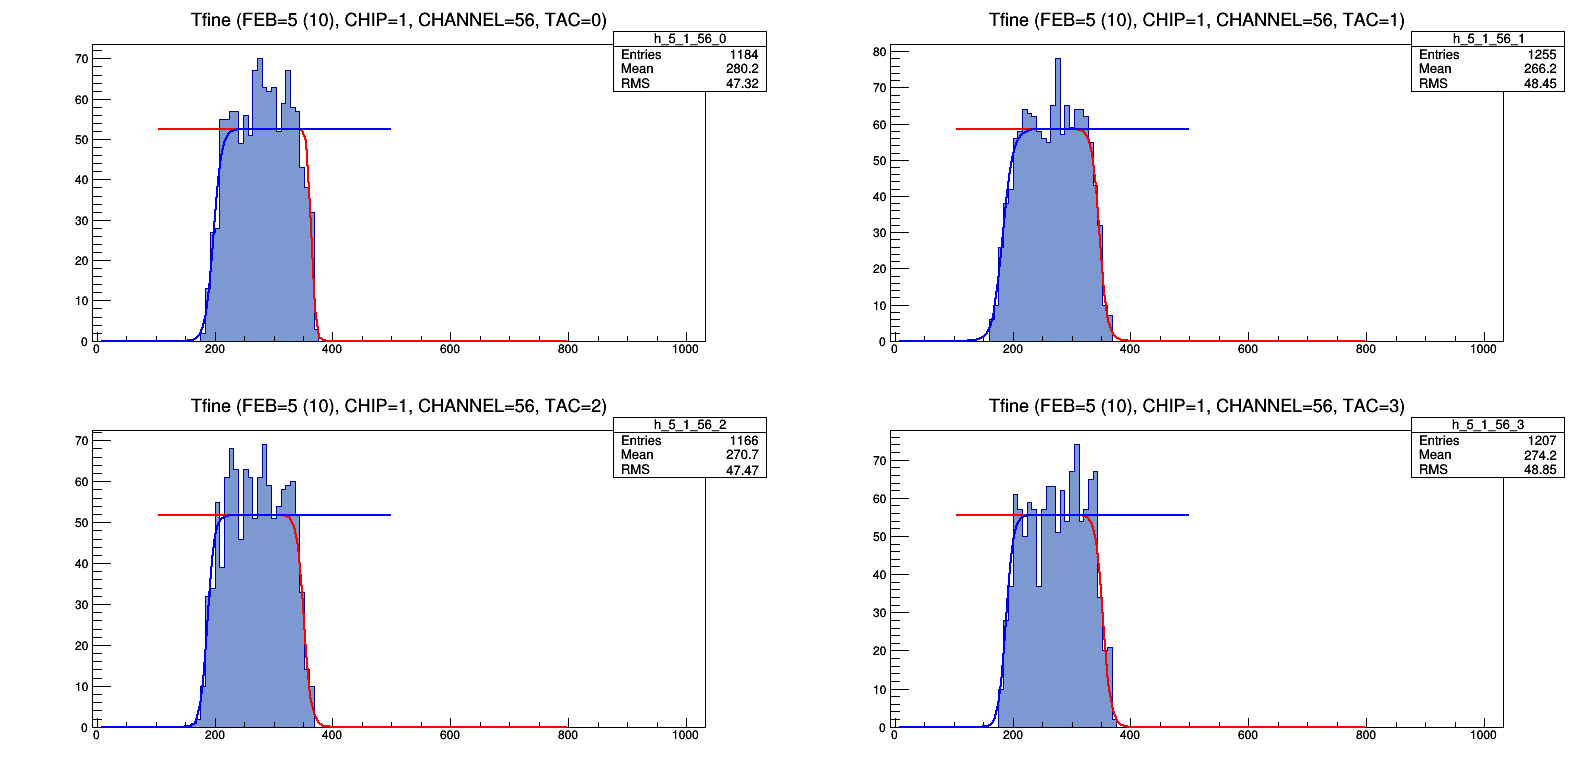 Tfine (FEB=5 (10), CHIP=1, CHANNEL=56, TAC=0)
h_5_1_56_0
Entries 1184
Mean 280.2
RMS 47.32
70
60
50
40
30
20
10
0
0 200 400 600 800 1000
Tfine (FEB=5 (10), CHIP=1, CHANNEL=56, TAC=1)
h_5_1_56_1
Entries 1255
Mean 266.2
RMS 48.45
80
70
60
50
40
30
20
10
0
0 200 400 600 800 1000
Tfine (FEB=5 (10), CHIP=1, CHANNEL=56, TAC=2)
h_5_1_56_2
Entries 1166
Mean 270.7
RMS 47.47
70
60
50
40
30
20
10
0
0 200 400 600 800 1000
Tfine (FEB=5 (10), CHIP=1, CHANNEL=56, TAC=3)
h_5_1_56_3
Entries 1207
Mean 274.2
RMS 48.85
70
60
50
40
30
20
10
0
0 200 400 600 800 1000